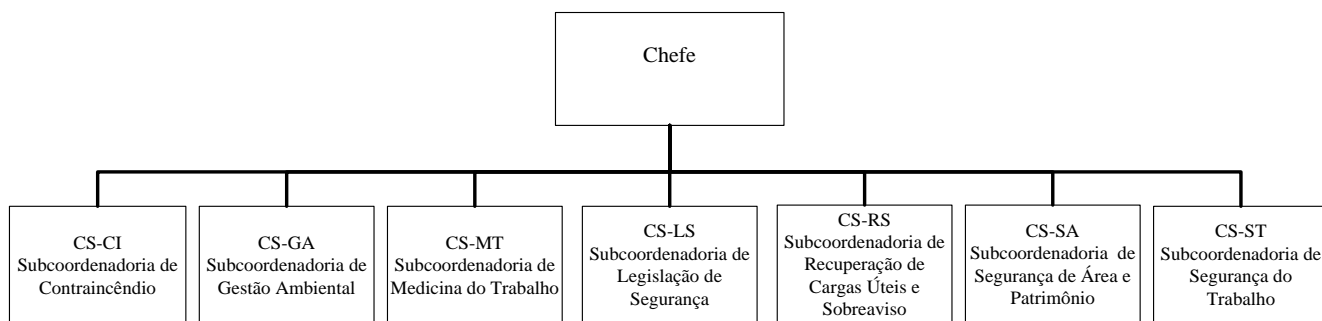 Chefe
CS-CI
Subcoordenadoria de
Contraincêndio
CS-GA
Subcoordenadoria de
Gestão Ambiental
CS-MT
Subcoordenadoria de
Medicina do Trabalho
CS-LS
Subcoordenadoria de
Legislação de
Segurança
CS-RS
Subcoordenadoria de
Recuperação de
Cargas Úteis e
Sobreaviso
CS-SA
Subcoordenadoria de
Segurança de Área e
Patrimônio
CS-ST
Subcoordenadoria de
Segurança do
Trabalho